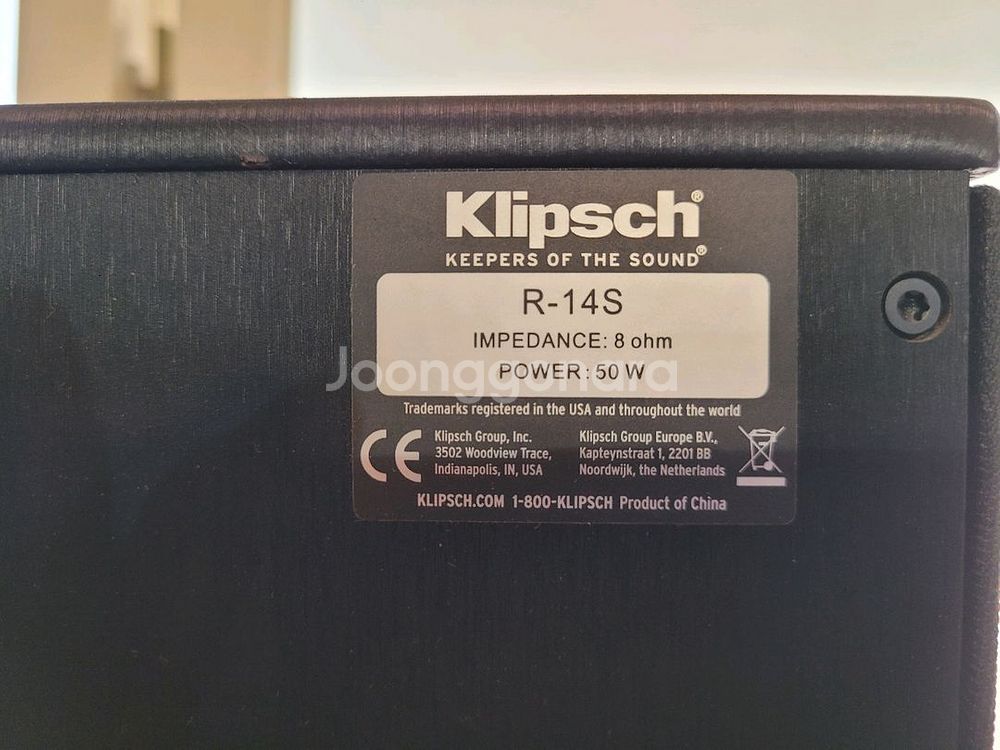 Klipsch®
KEEPERS OF THE SOUND®
R-14S
IMPEDANCE: 8 ohm
POWER: 50 W
Joonggonara
Trademarks registered in the USA and throughout the world
CE
Klipsch Group, Inc.
3502 Woodview Trace,
Indianapolis, IN, USA
Klipsch Group Europe B.V.,
Kapteynstraat 1, 2201 BB
Noordwijk, the Netherlands
KLIPSCH.COM 1-800-KLIPSCH Product of China